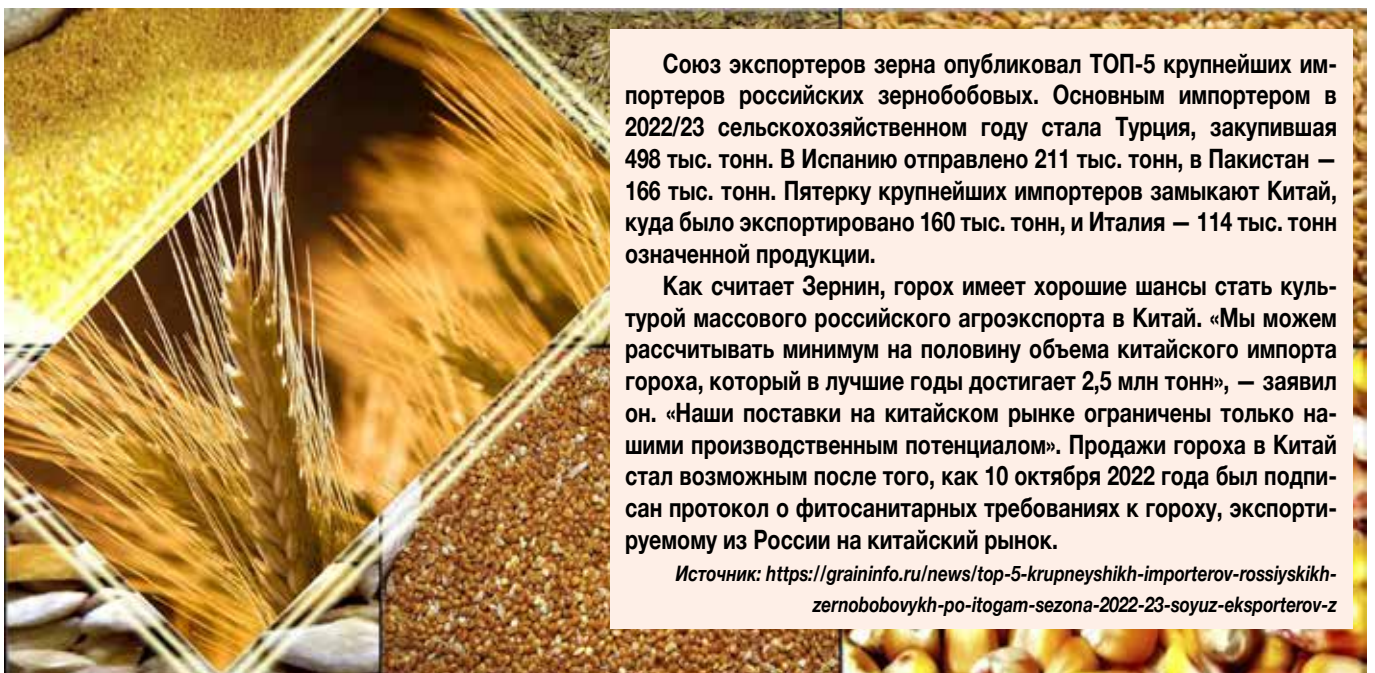 Союз экспортеров зерна опубликовал ТОП-5 крупнейших им-
портеров российских зернобобовых. Основным импортером в
2022/23 сельскохозяйственном году стала Турция, закупившая
498 тыс. тонн. В Испанию отправлено 211 тыс. тонн, в Пакистан —
166 тыс. тонн. Пятерку крупнейших импортеров замыкают Китай,
куда было экспортировано 160 тыс. тонн, и Италия — 114 тыс. тонн
означенной продукции.
Как считает Зернин, горох имеет хорошие шансы стать куль-
турой массового российского агроэкспорта в Китай. «Мы можем
рассчитывать минимум на половину объема китайского импорта
гороха, который в лучшие годы достигает 2,5 млн тонн», — заявил
он. «Наши поставки на китайском рынке ограничены только на-
шими производственным потенциалом». Продажи гороха в Китай
стал возможным после того, как 10 октября 2022 года был подпи-
сан протокол о фитосанитарных требованиях к гороху, экспорти-
руемому из России на китайский рынок.
Источник: https://graininfo.ru/news/top-5-krupneyshikh-importerov-rossiyskikh-
zernobobovykh-po-itogam-sezona-2022-23-soyuz-eksporterov-z